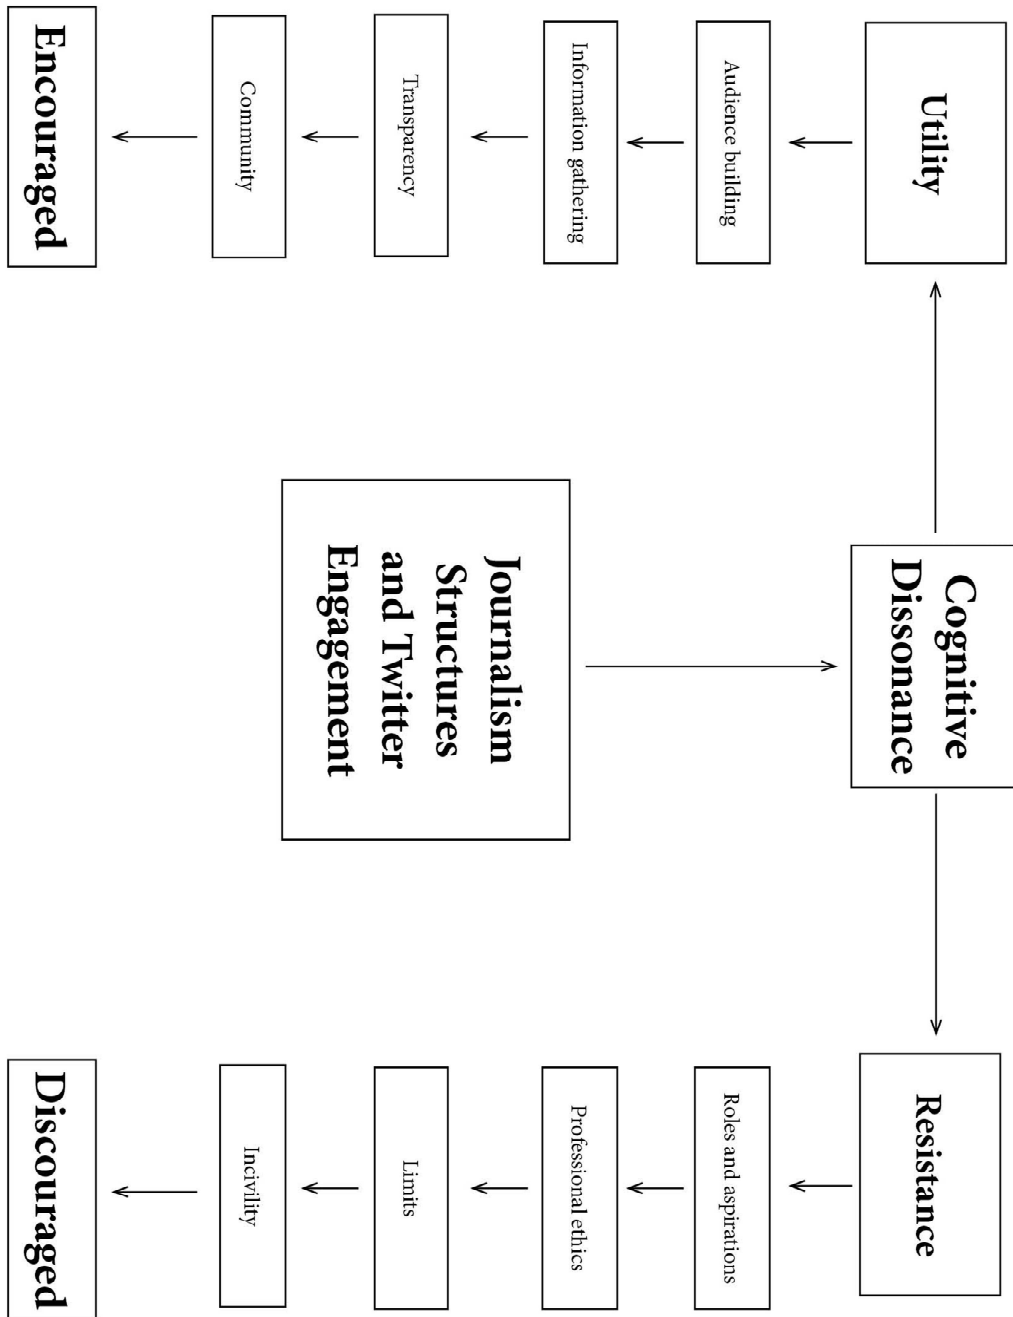 Utility
Cognitive
Dissonance
Resistance
Audience building
Roles and aspirations
Information gathering
Professional ethics
Journalism
Structures
and Twitter
Engagement
Transparency
Limits
Community
Incivility
Encouraged
Discouraged